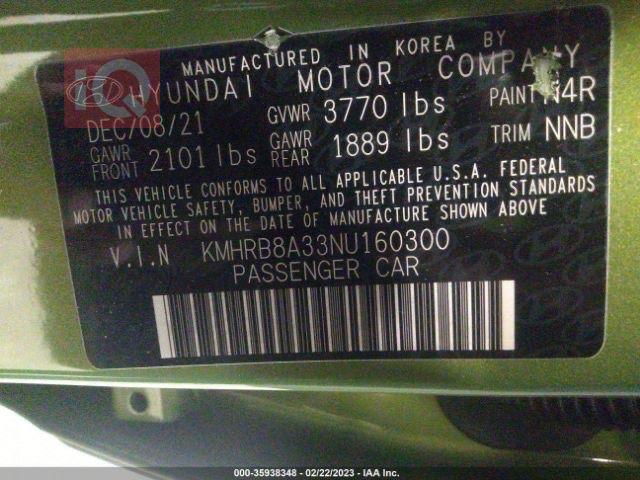 MANUFACTURED IN KOREA BY
HYUNDAI MOTOR COMPANY
DEC/08/21 GVWR 3770 lbs PAINT N4R
GAWR FRONT 2101 lbs GAWR REAR 1889 lbs TRIM NNB
THIS VEHICLE CONFORMS TO ALL APPLICABLE U.S.A. FEDERAL
MOTOR VEHICLE SAFETY, BUMPER, AND THEFT PREVENTION STANDARDS
IN EFFECT ON THE DATE OF MANUFACTURE SHOWN ABOVE
V.I.N KMHRB8A33NU160300
PASSENGER CAR
000-35938348 - 02/22/2023 - IAA Inc.